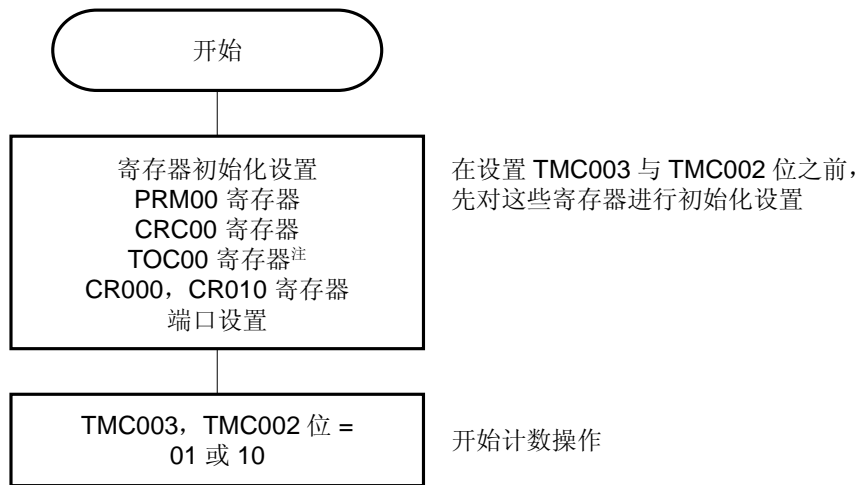 开始
寄存器初始化设置
PRM00 寄存器
CRC00 寄存器
TOC00 寄存器注
CR000，CR010 寄存器
端口设置
在设置 TMC003 与 TMC002 位之前，
先对这些寄存器进行初始化设置
TMC003，TMC002 位 =
01 或 10
开始计数操作